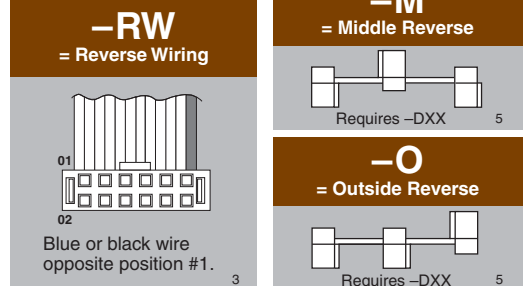 –RW
= Reverse Wiring
01
02
Blue or black wire
opposite position #1.
3
–M
= Middle Reverse
Requires –DXX
5
–O
= Outside Reverse
Requires –DXX
5